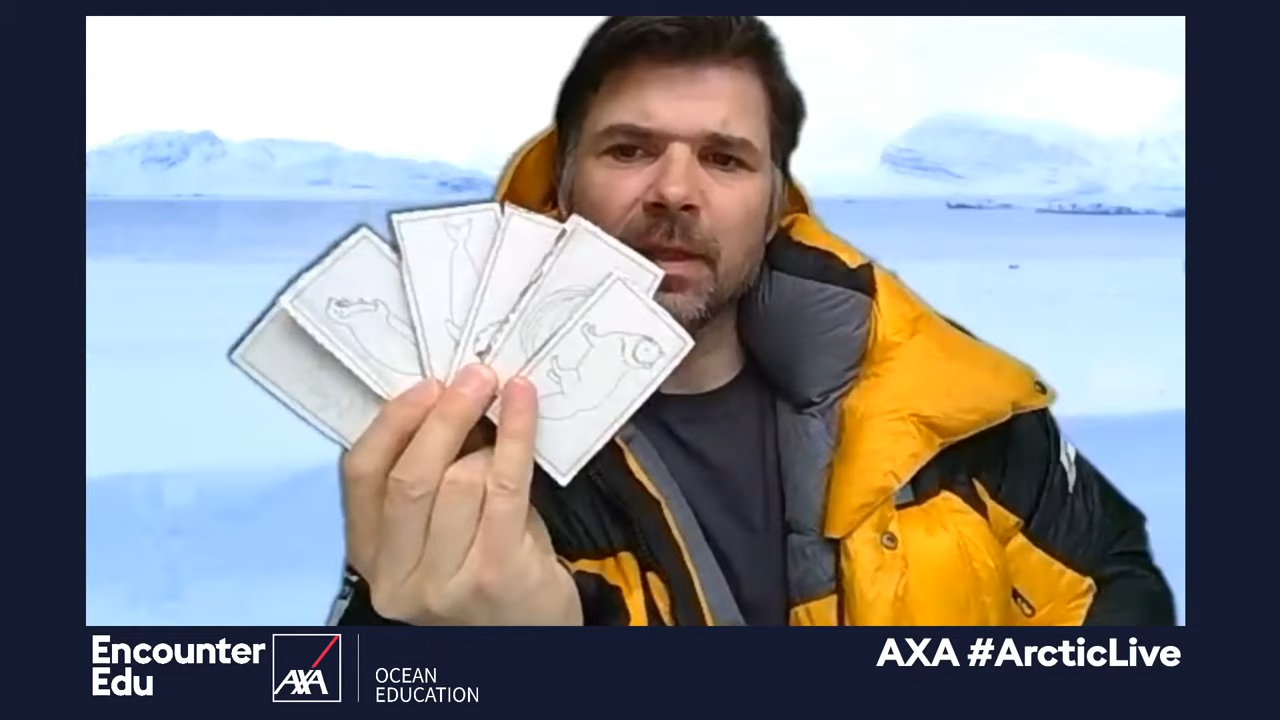 Encounter
Edu
AXA
OCEAN
EDUCATION
AXA #ArcticLive